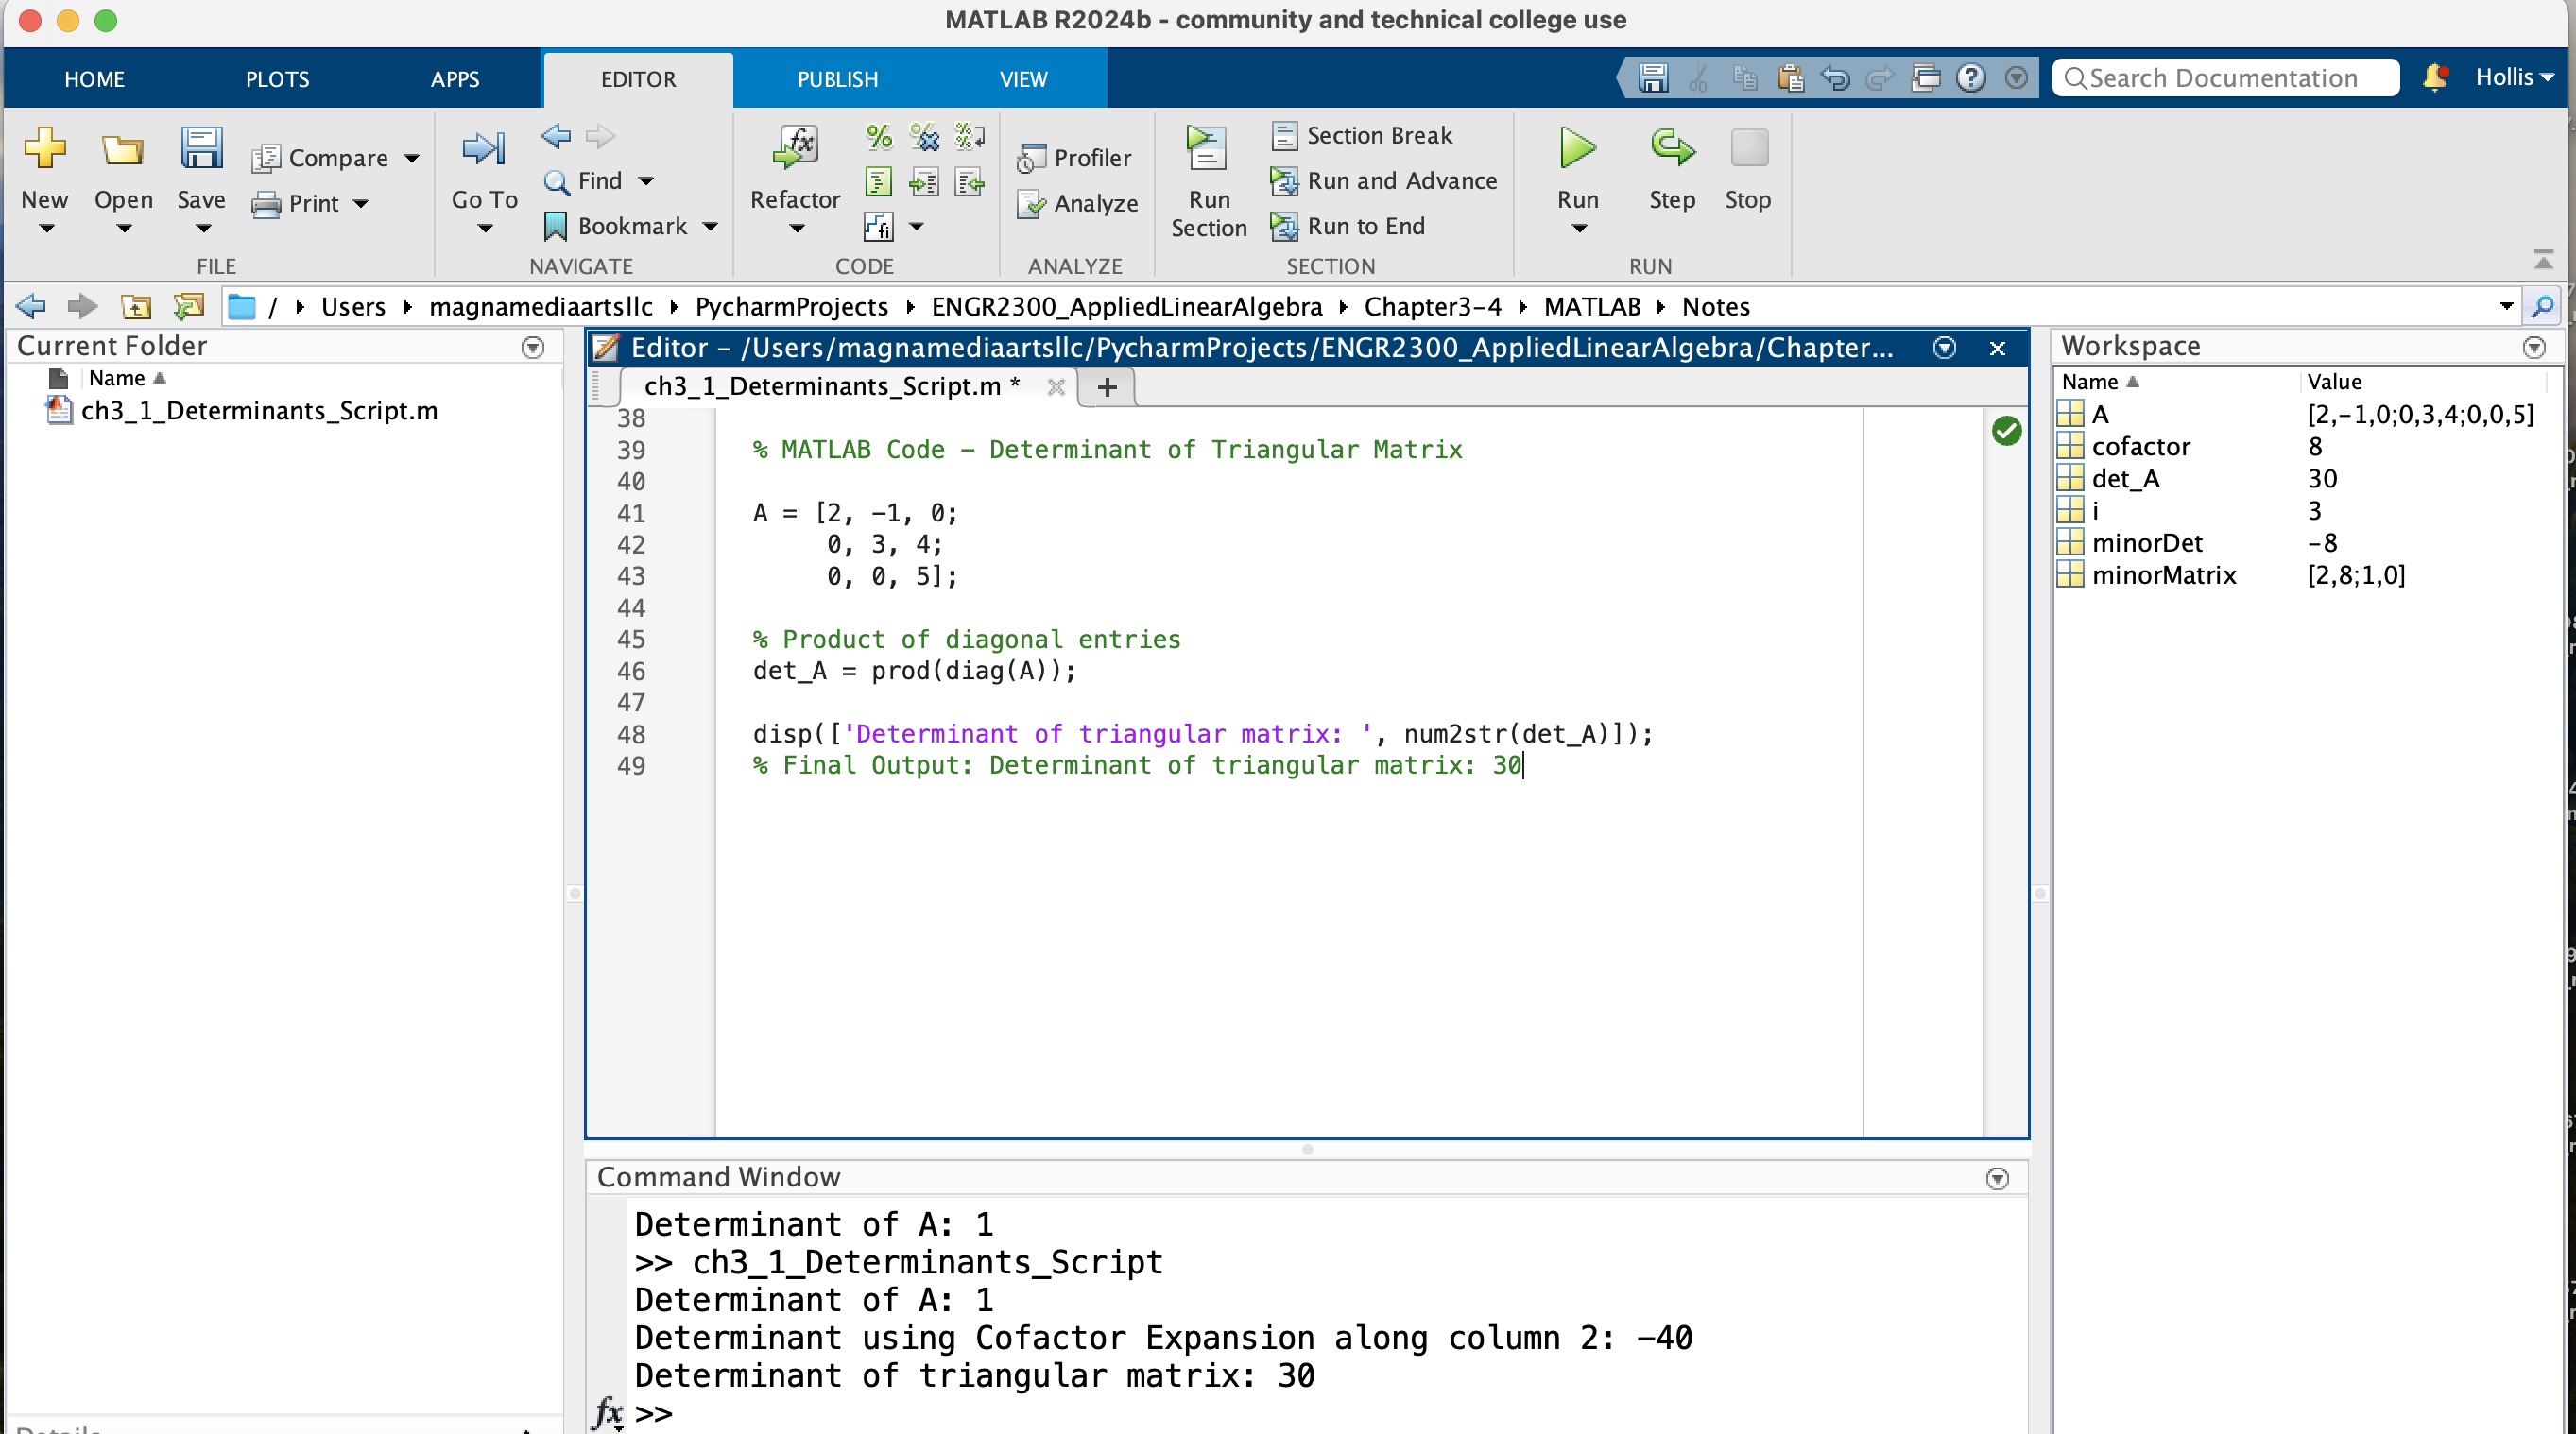 MATLAB R2024b - community and technical college use
HOME
PLOTS
APPS
EDITOR
PUBLISH
VIEW
Search Documentation
Hollis
New
Open
Save
Compare
Print
FILE
Go To
Find
Bookmark
NAVIGATE
Refactor
CODE
Profiler
Analyze
ANALYZE
Run Section
Section Break
Run and Advance
Run to End
SECTION
Run
Step
Stop
RUN
/ Users magnamediaartsllc PycharmProjects ENGR2300_AppliedLinearAlgebra Chapter3-4 MATLAB Notes
Current Folder
Name
ch3_1_Determinants_Script.m
Editor - /Users/magnamediaartsllc/PycharmProjects/ENGR2300_AppliedLinearAlgebra/Chapter...
ch3_1_Determinants_Script.m *
+
38
39 % MATLAB Code - Determinant of Triangular Matrix
40
41 A = [2, -1, 0;
42 0, 3, 4;
43 0, 0, 5];
44
45 % Product of diagonal entries
46 det_A = prod(diag(A));
47
48 disp(['Determinant of triangular matrix: ', num2str(det_A)]);
49 % Final Output: Determinant of triangular matrix: 30
Command Window
Determinant of A: 1
>> ch3_1_Determinants_Script
Determinant of A: 1
Determinant using Cofactor Expansion along column 2: -40
Determinant of triangular matrix: 30
fx >>
Workspace
Name Value
A [2,-1,0;0,3,4;0,0,5]
cofactor 8
det_A 30
i 3
minorDet -8
minorMatrix [2,8;1,0]